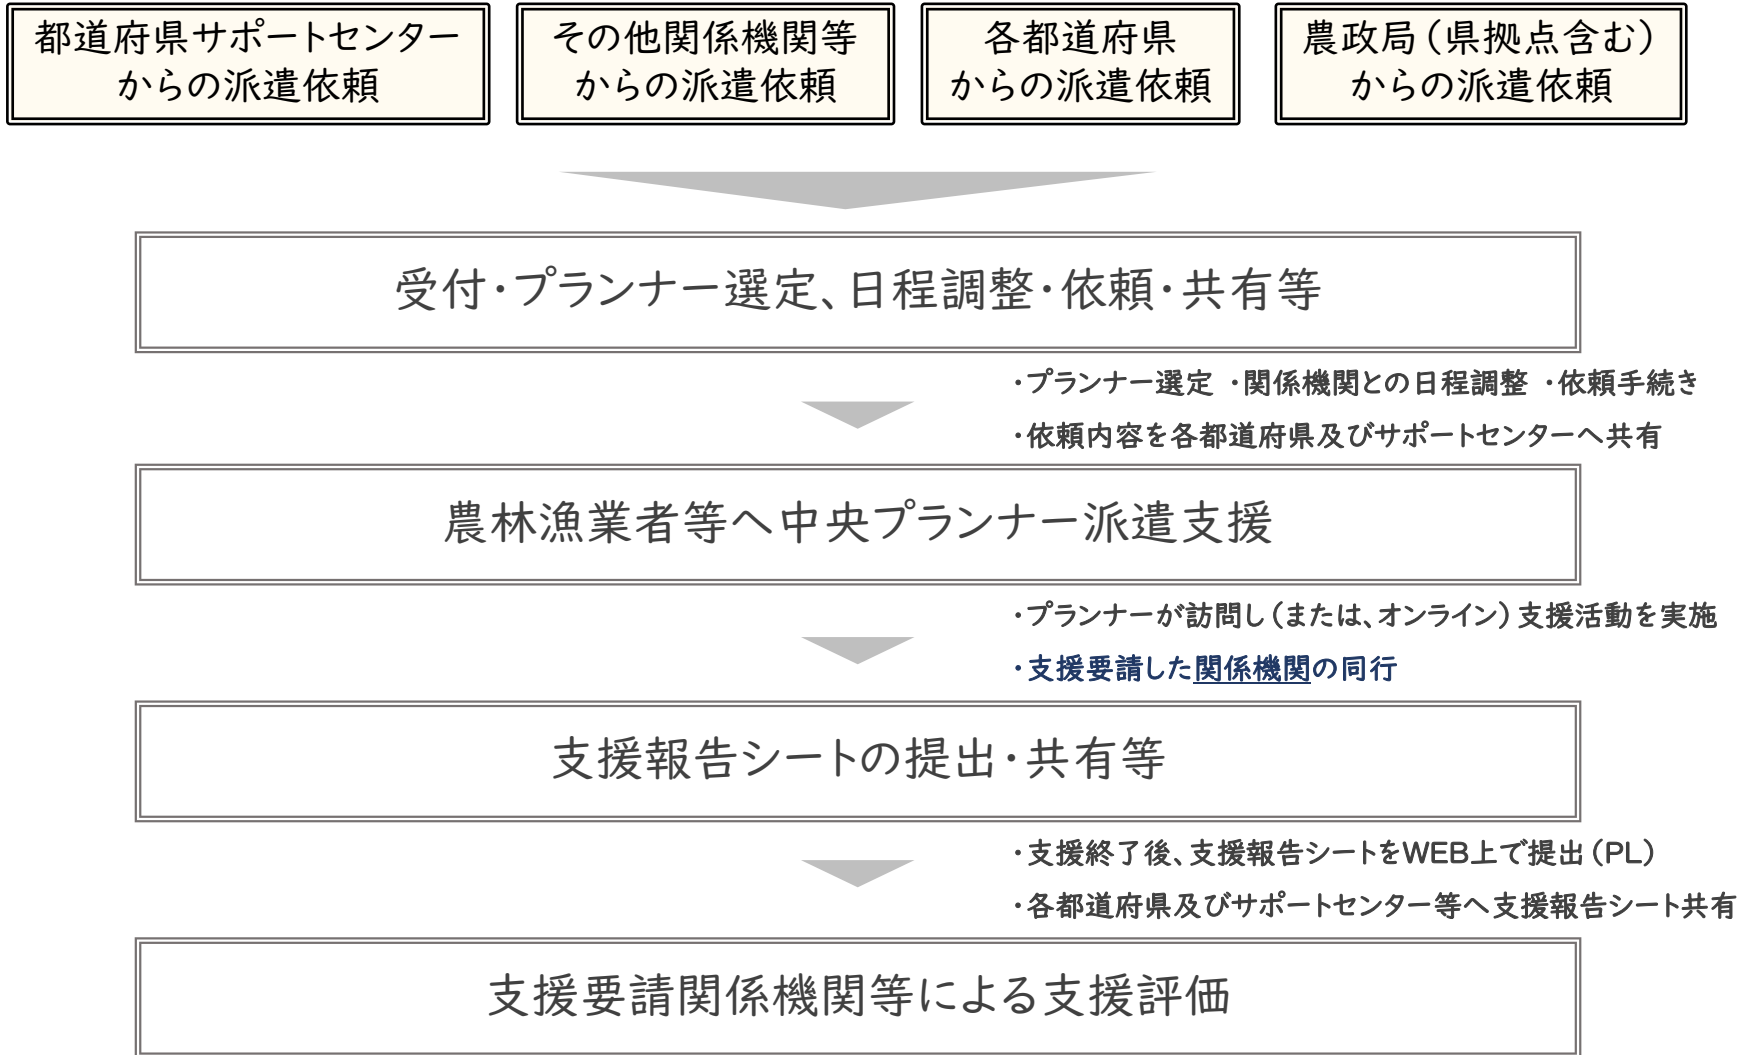 都道府県サポートセンター
からの派遣依頼
その他関係機関等
からの派遣依頼
各都道府県
からの派遣依頼
農政局(県拠点含む)
からの派遣依頼
受付・プランナー選定、日程調整・依頼・共有等
・プランナー選定 ・関係機関との日程調整 ・依頼手続き
・依頼内容を各都道府県及びサポートセンターへ共有
農林漁業者等へ中央プランナー派遣支援
・プランナーが訪問し(または、オンライン)支援活動を実施
・支援要請した関係機関の同行
支援報告シートの提出・共有等
・支援終了後、支援報告シートをWEB上で提出(PL)
・各都道府県及びサポートセンター等へ支援報告シート共有
支援要請関係機関等による支援評価